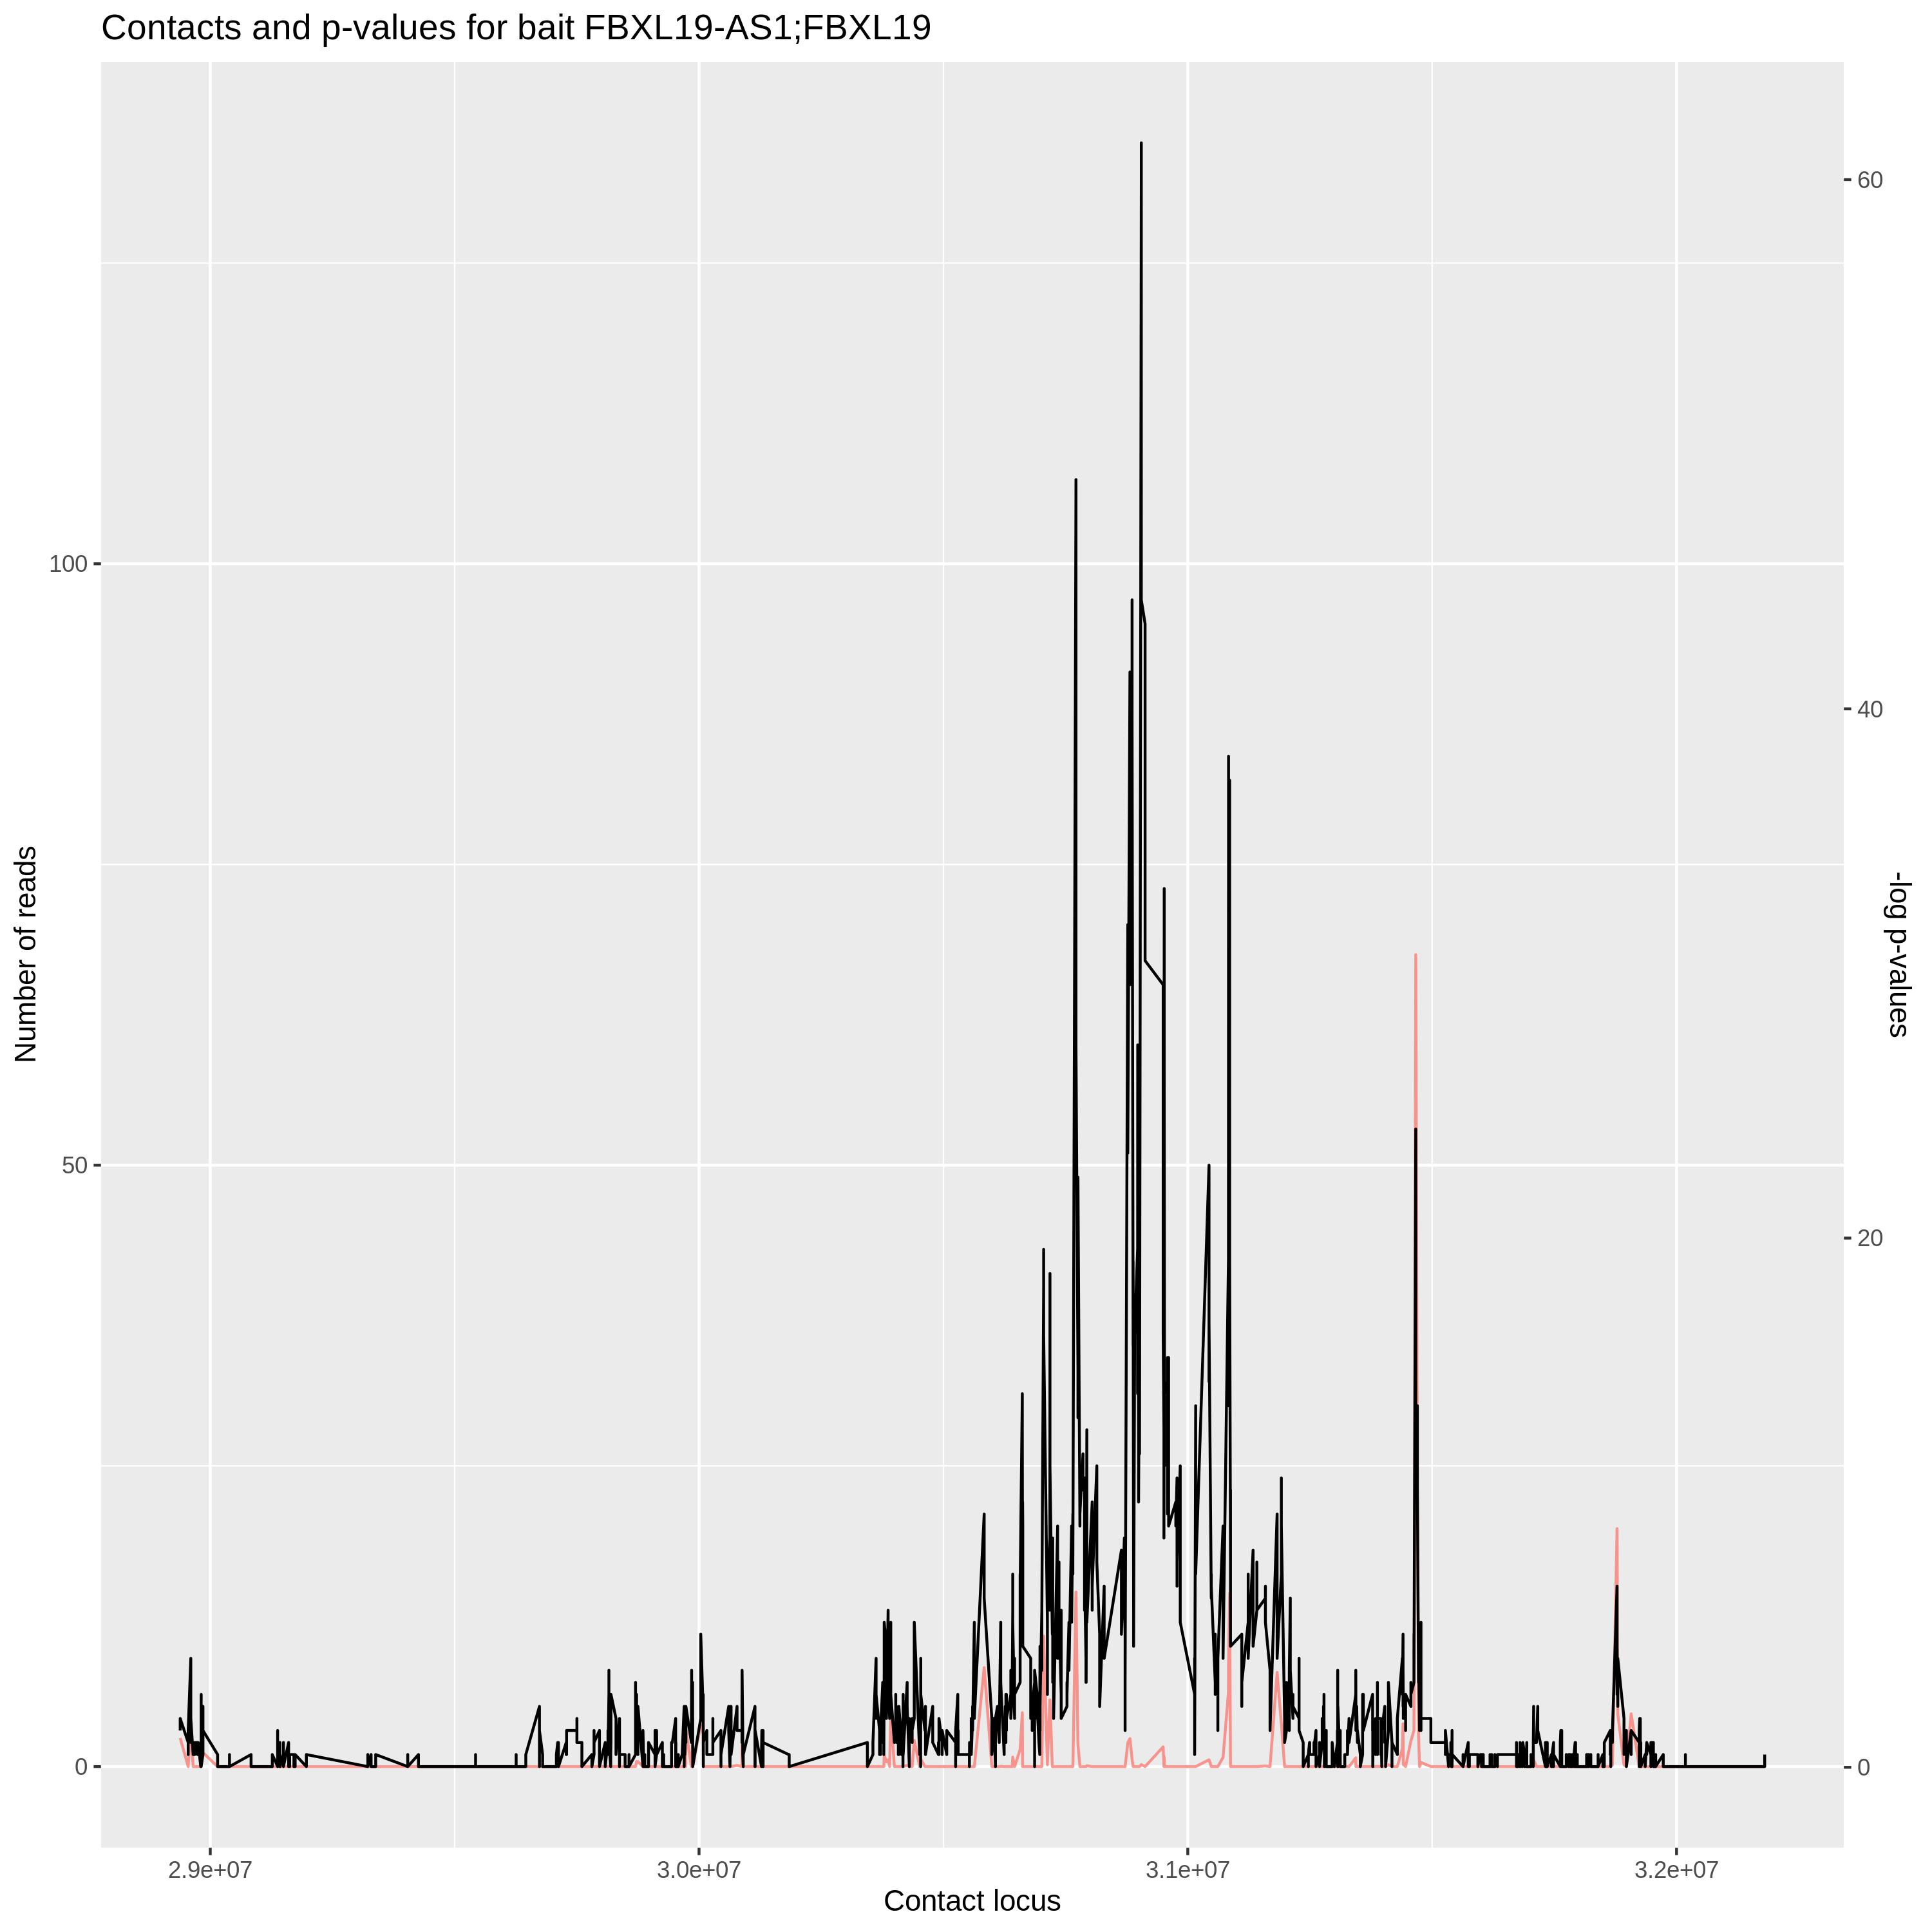 Contacts and p-values for bait FBXL19-AS1;FBXL19
Number of reads
100
50
0
60
40
20
0
-log p-values
2.9e+07
3.0e+07
3.1e+07
3.2e+07
Contact locus